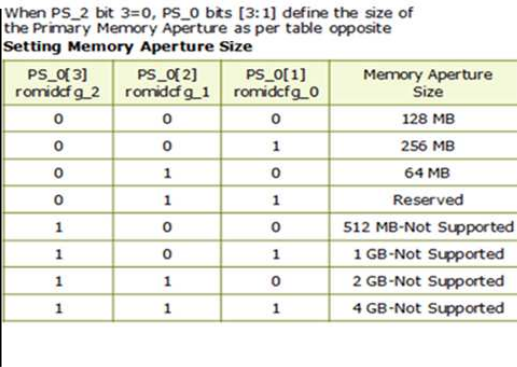 When PS_2 bit 3=0, PS_0 bits [3:1] define the size of
the Primary Memory Aperture as per table opposite
Setting Memory Aperture Size
PS_0[3] PS_0[2] PS_0[1] Memory Aperture
romidcfg_2 romidcfg_1 romidcfg_0 Size
0 0 0 128 MB
0 0 1 256 MB
0 1 0 64 MB
0 1 1 Reserved
1 0 0 512 MB-Not Supported
1 0 1 1 GB-Not Supported
1 1 0 2 GB-Not Supported
1 1 1 4 GB-Not Supported